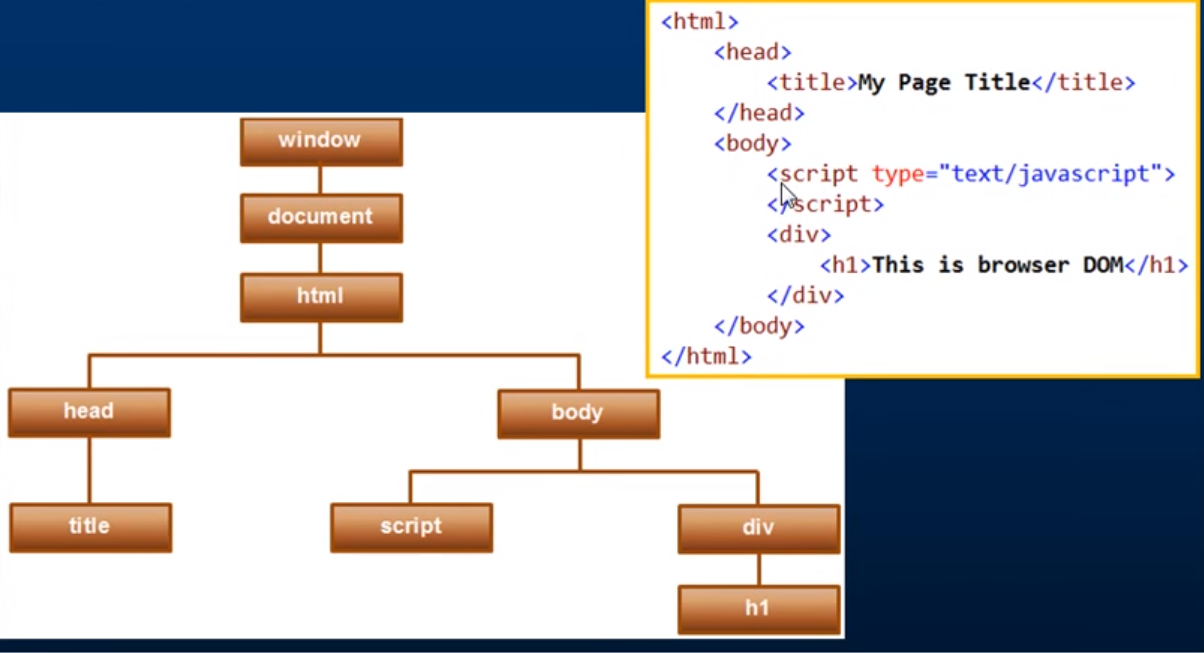 window
document
html
head
body
title
script
div
h1
<html>
<head>
<title>My Page Title</title>
</head>
<body>
<script type="text/javascript">
</script>
<div>
<h1>This is browser DOM</h1>
</div>
</body>
</html>